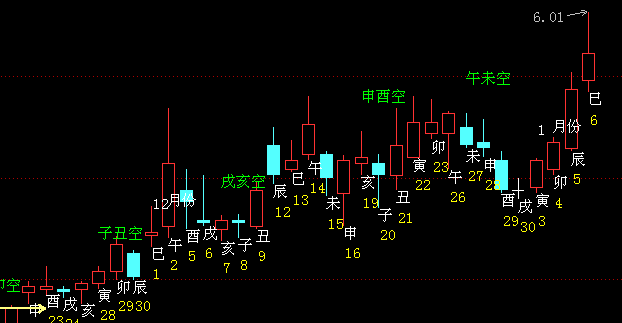 6.01
午未空
申酉空
1 月份
戌亥空
12月份
子丑空
空
申
酉
23
戌
24
亥
寅
28
卯
29
辰
30
巳
1
午
2
酉
5
戌
6
亥
7
子
8
丑
9
辰
12
巳
13
午
14
未
15
申
16
亥
19
子
20
丑
21
寅
22
卯
23
午
26
未
27
申
28
酉
29
戌
30
寅
3
卯
4
辰
5
巳
6